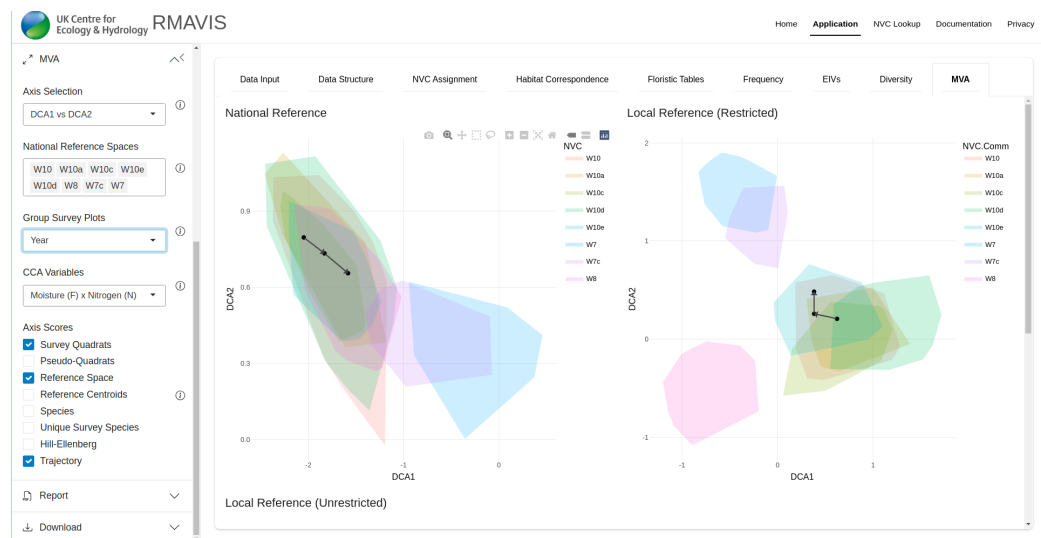 UK Centre for
Ecology & Hydrology
RMAVIS
Home Application NVC Lookup Documentation Privacy
MVA
Axis Selection
DCA1 vs DCA2
National Reference Spaces
W10 W10a W10c W10e
W10d W8 W7c W7
Group Survey Plots
Year
CCA Variables
Moisture (F) x Nitrogen (N)
Axis Scores
Survey Quadrats
Pseudo-Quadrats
Reference Space
Reference Centroids
Species
Unique Survey Species
Hill-Ellenberg
Trajectory
Report
Download
Data Input Data Structure NVC Assignment Habitat Correspondence Floristic Tables Frequency EIVs Diversity MVA
National Reference
NVC
W10
W10a
W10c
W10d
W10e
W7
W7c
W8
0.9
0.6
0.3
0.0
DCA2
-2 -1 0
DCA1
Local Reference (Restricted)
NVC.Comm
W10
W10a
W10c
W10d
W10e
W7
W7c
W8
2
1
0
-1
DCA2
-1 0 1
DCA1
Local Reference (Unrestricted)